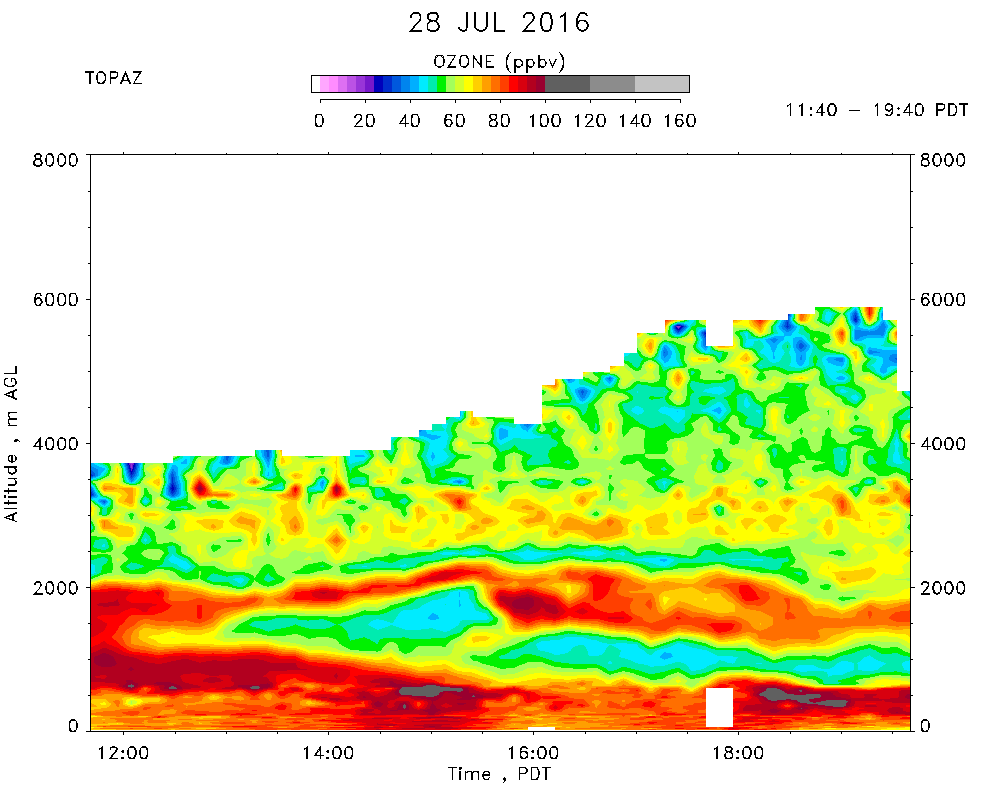 28 JUL 2016
OZONE (ppbv)
TOPAZ
0 20 40 60 80 100 120 140 160
11:40 – 19:40 PDT
8000 8000
6000 6000
4000 4000
2000 2000
0 0
Altitude , m AGL
12:00 14:00 16:00 18:00
Time , PDT